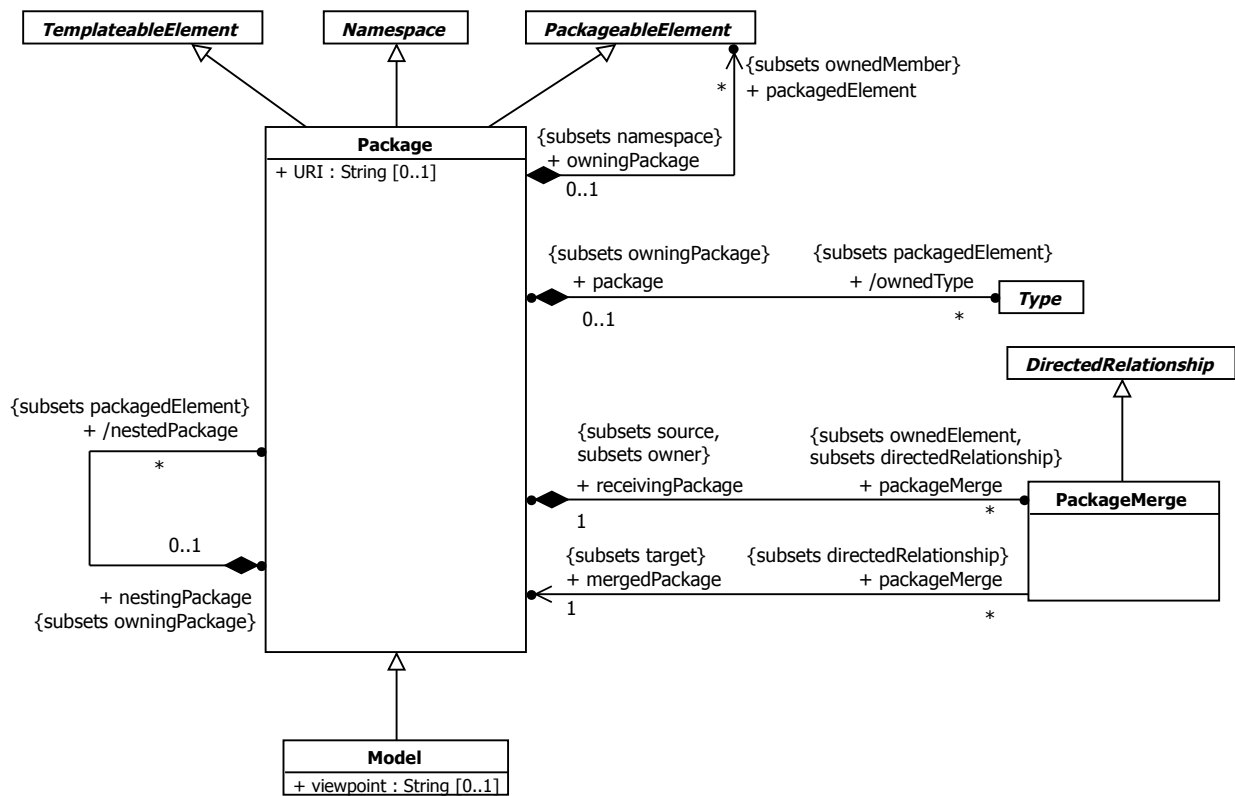 TemplateableElement
Namespace
PackageableElement
{subsets ownedMember}
*
+ packagedElement
Package
+ URI : String [0..1]
{subsets namespace}
+ owningPackage
0..1
{subsets owningPackage}
{subsets packagedElement}
+ package
+ /ownedType
0..1
*
Type
DirectedRelationship
{subsets packagedElement}
+ /nestedPackage
*
0..1
+ nestingPackage
{subsets owningPackage}
{subsets source,
subsets owner}
{subsets ownedElement,
subsets directedRelationship}
+ receivingPackage
+ packageMerge
1
*
PackageMerge
{subsets target}
{subsets directedRelationship}
+ mergedPackage
+ packageMerge
1
*
Model
+ viewpoint : String [0..1]